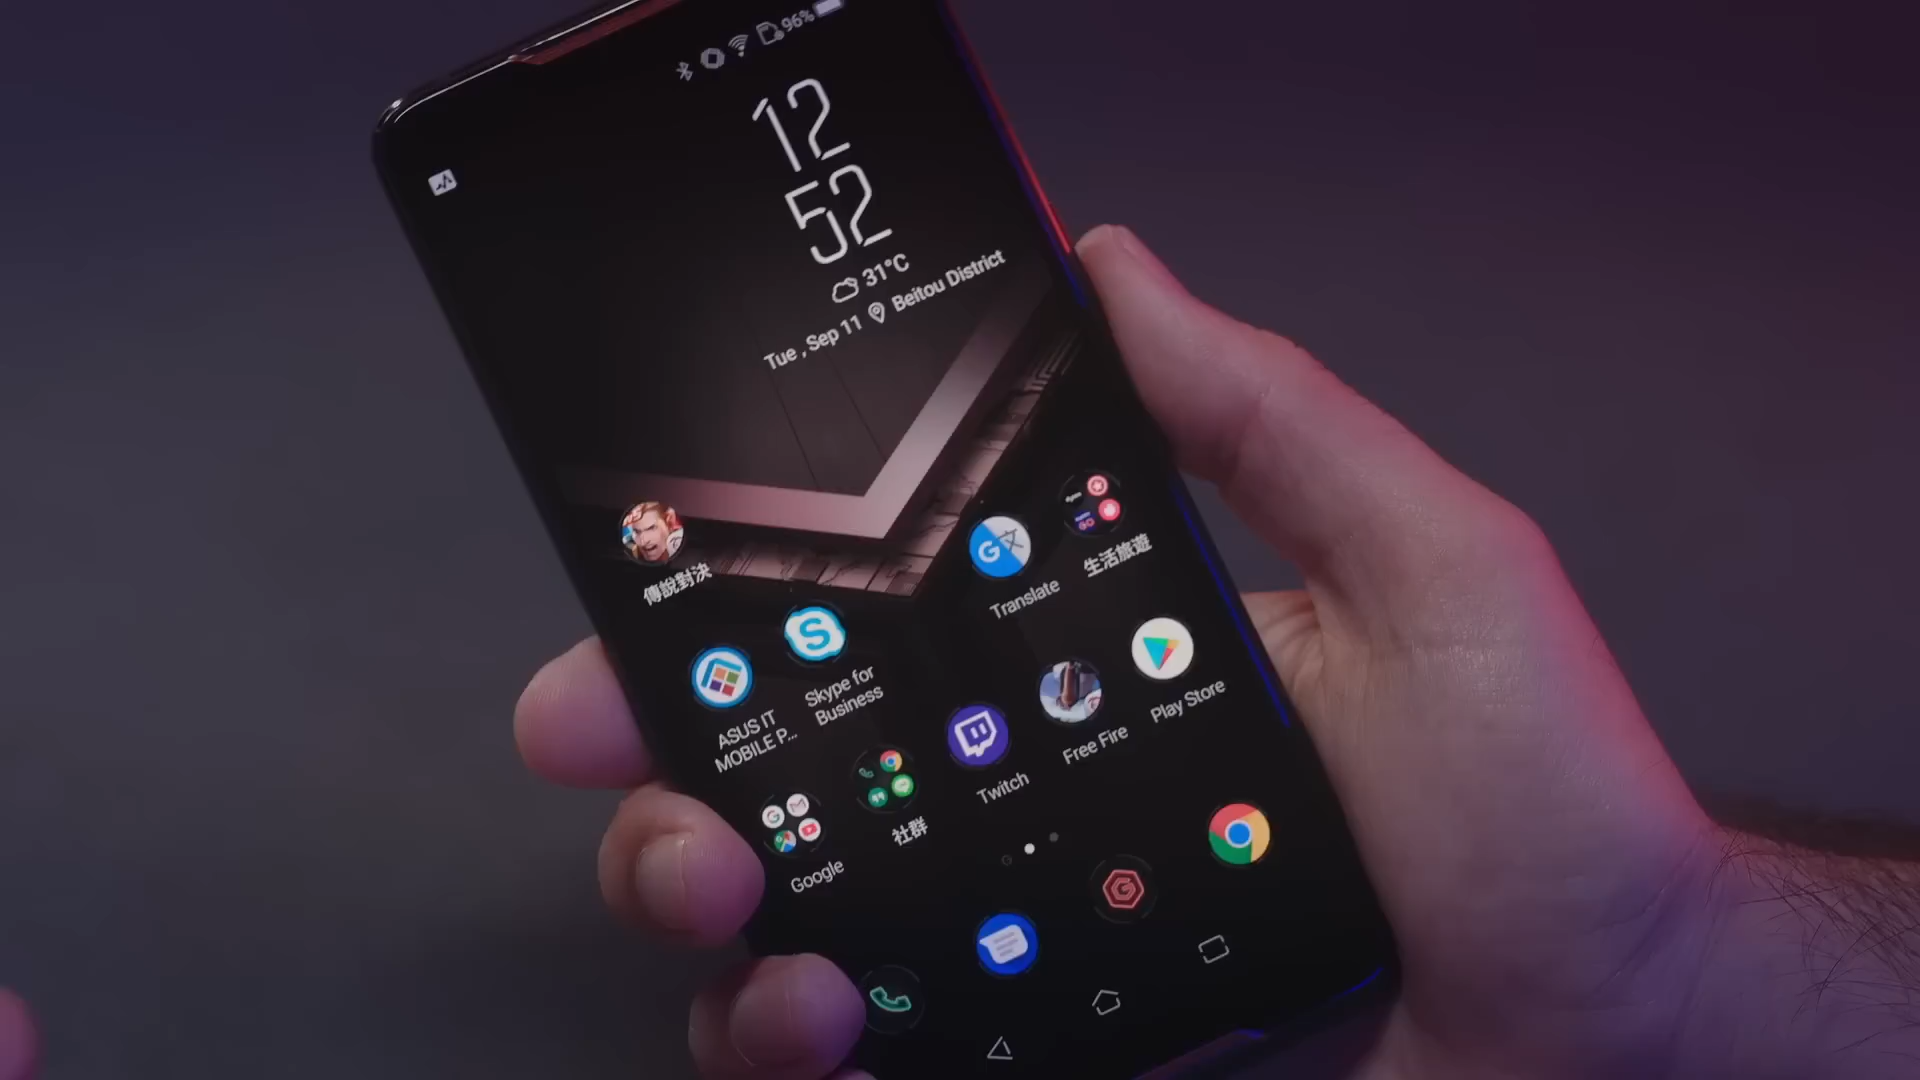 96%
12
52
31°C
Tue , Sep 11 Beitou District
傳說對決
Translate
生活旅遊
ASUS IT
MOBILE P...
Skype for
Business
Twitch
Free Fire
Play Store
Google
社群